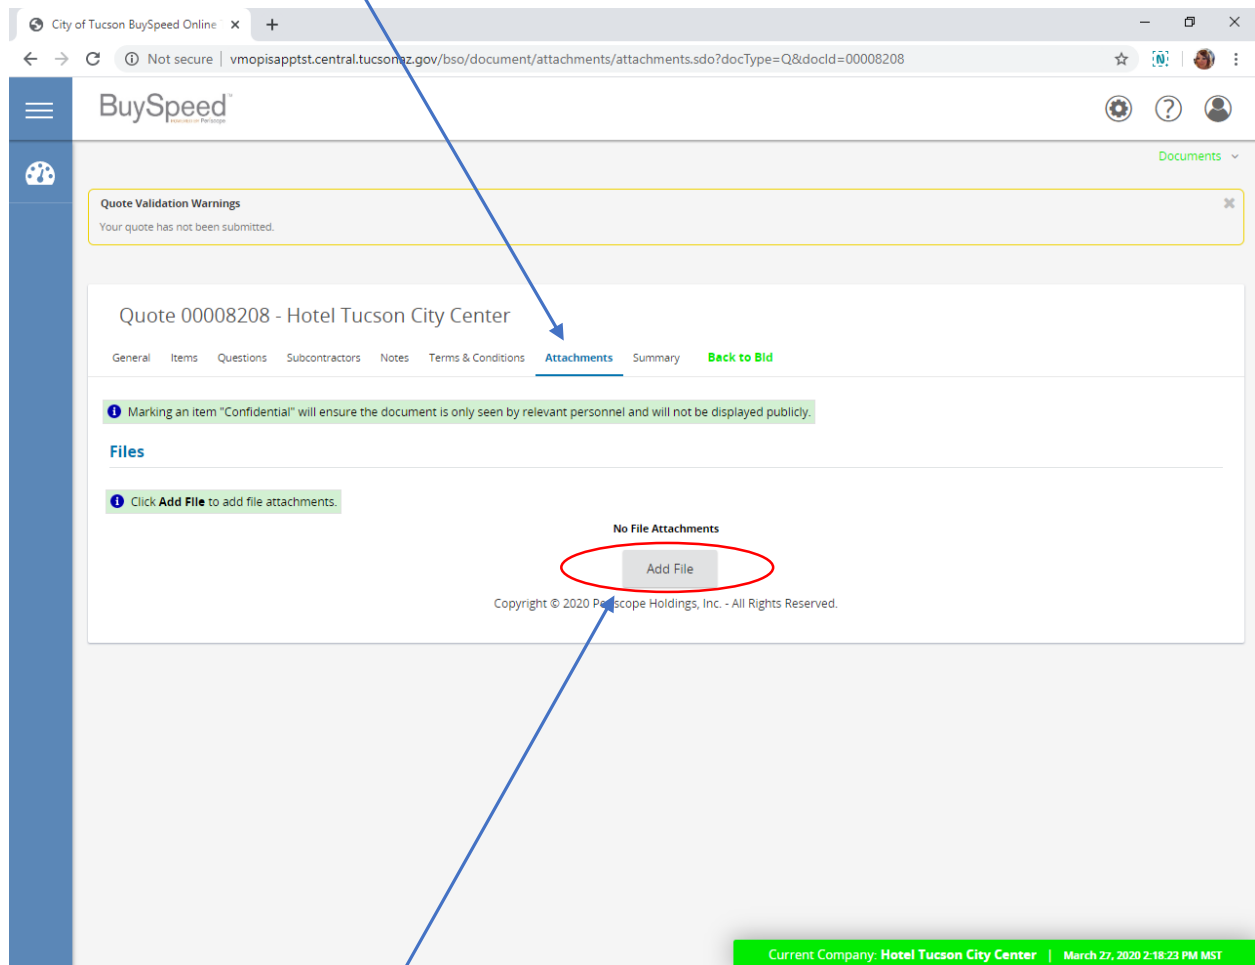 City of Tucson BuySpeed Online
Not secure | vmopisapptst.central.tucsonaz.gov/bso/document/attachments/attachments.sdo?docType=Q&docId=00008208
BuySpeed™
Documents
Quote Validation Warnings
Your quote has not been submitted.
Quote 00008208 - Hotel Tucson City Center
General Items Questions Subcontractors Notes Terms & Conditions Attachments Summary Back to Bid
Marking an item "Confidential" will ensure the document is only seen by relevant personnel and will not be displayed publicly.
Files
Click Add File to add file attachments.
No File Attachments
Add File
Copyright © 2020 Periscope Holdings, Inc. - All Rights Reserved.
Current Company: Hotel Tucson City Center | March 27, 2020 2:18:23 PM MST